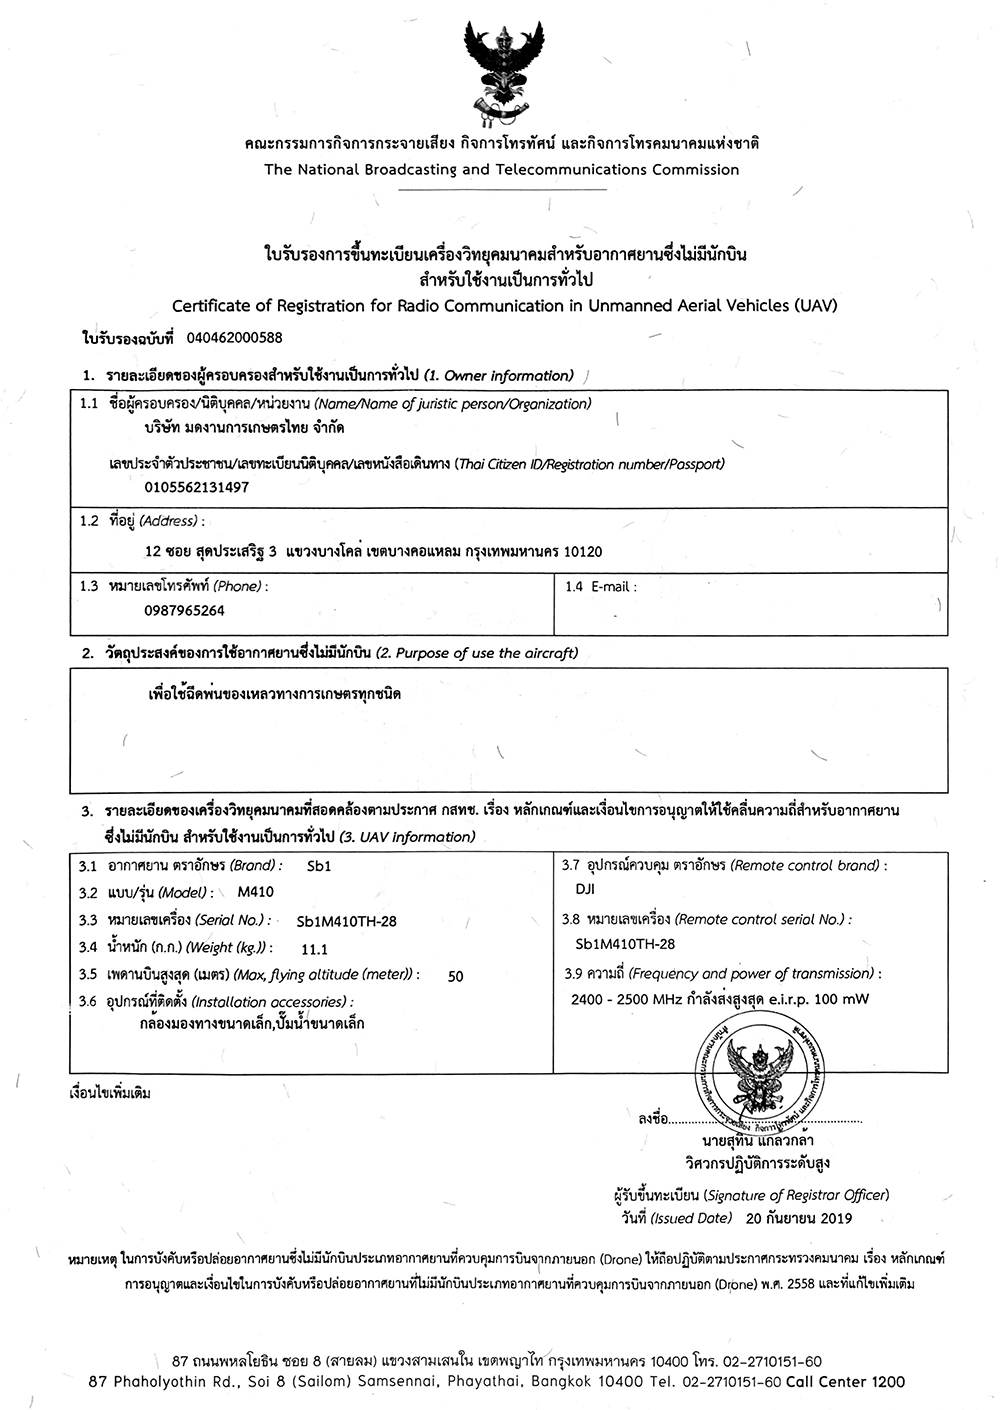 คณะกรรมการกิจการกระจายเสียง กิจการโทรทัศน์ และกิจการโทรคมนาคมแห่งชาติ
The National Broadcasting and Telecommunications Commission
ใบรับรองการขึ้นทะเบียนเครื่องวิทยุคมนาคมสำหรับอากาศยานซึ่งไม่มีนักบิน
สำหรับใช้งานเป็นการทั่วไป
Certificate of Registration for Radio Communication in Unmanned Aerial Vehicles (UAV)
ใบรับรองฉบับที่ 040462000588
1. รายละเอียดของผู้ครอบครองสำหรับใช้งานเป็นการทั่วไป (1. Owner information)
1.1 ชื่อผู้ครอบครอง/นิติบุคคล/หน่วยงาน (Name/Name of juristic person/Organization)
บริษัท มดงานการเกษตรไทย จำกัด
เลขประจำตัวประชาชน/เลขทะเบียนนิติบุคคล/เลขหนังสือเดินทาง (Thai Citizen ID/Registration number/Passport)
0105562131497
1.2 ที่อยู่ (Address) :
12 ซอย สุดประเสริฐ 3 แขวงบางโคล่ เขตบางคอแหลม กรุงเทพมหานคร 10120
1.3 หมายเลขโทรศัพท์ (Phone) :
0987965264
1.4 E-mail :
2. วัตถุประสงค์ของการใช้อากาศยานซึ่งไม่มีนักบิน (2. Purpose of use the aircraft)
เพื่อใช้ฉีดพ่นของเหลวทางการเกษตรทุกชนิด
3. รายละเอียดของเครื่องวิทยุคมนาคมที่สอดคล้องตามประกาศ กสทช. เรื่อง หลักเกณฑ์และเงื่อนไขการอนุญาตให้ใช้คลื่นความถี่สำหรับอากาศยาน
ซึ่งไม่มีนักบิน สำหรับใช้งานเป็นการทั่วไป (3. UAV information)
3.1 อากาศยาน ตราอักษร (Brand) : Sb1
3.2 แบบ/รุ่น (Model) : M410
3.3 หมายเลขเครื่อง (Serial No.) : Sb1M410TH-28
3.4 น้ำหนัก (ก.ก.) (Weight (kg.)) : 11.1
3.5 เพดานบินสูงสุด (เมตร) (Max, flying altitude (meter)) : 50
3.6 อุปกรณ์ที่ติดตั้ง (Installation accessories) :
กล้องมองทางขนาดเล็ก,ปั๊มน้ำขนาดเล็ก
3.7 อุปกรณ์ควบคุม ตราอักษร (Remote control brand) :
DJI
3.8 หมายเลขเครื่อง (Remote control serial No.) :
Sb1M410TH-28
3.9 ความถี่ (Frequency and power of transmission) :
2400 - 2500 MHz กำลังส่งสูงสุด e.i.r.p. 100 mW
เงื่อนไขเพิ่มเติม
ลงชื่อ
นายสุทิน แก้วกล้า
วิศวกรปฏิบัติการระดับสูง
ผู้รับขึ้นทะเบียน (Signature of Registrar Officer)
วันที่ (Issued Date) 20 กันยายน 2019
หมายเหตุ ในการบังคับหรือปล่อยอากาศยานซึ่งไม่มีนักบินประเภทอากาศยานที่ควบคุมการบินจากภายนอก (Drone) ให้ถือปฏิบัติตามประกาศกระทรวงคมนาคม เรื่อง หลักเกณฑ์
การอนุญาตและเงื่อนไขในการบังคับหรือปล่อยอากาศยานที่ไม่มีนักบินประเภทอากาศยานที่ควบคุมการบินจากภายนอก (Drone) พ.ศ. 2558 และที่แก้ไขเพิ่มเติม
87 ถนนพหลโยธิน ซอย 8 (สายลม) แขวงสามเสนใน เขตพญาไท กรุงเทพมหานคร 10400 โทร. 02-2710151-60
87 Phaholyothin Rd., Soi 8 (Sailom) Samsennai, Phayathai, Bangkok 10400 Tel. 02-2710151-60 Call Center 1200